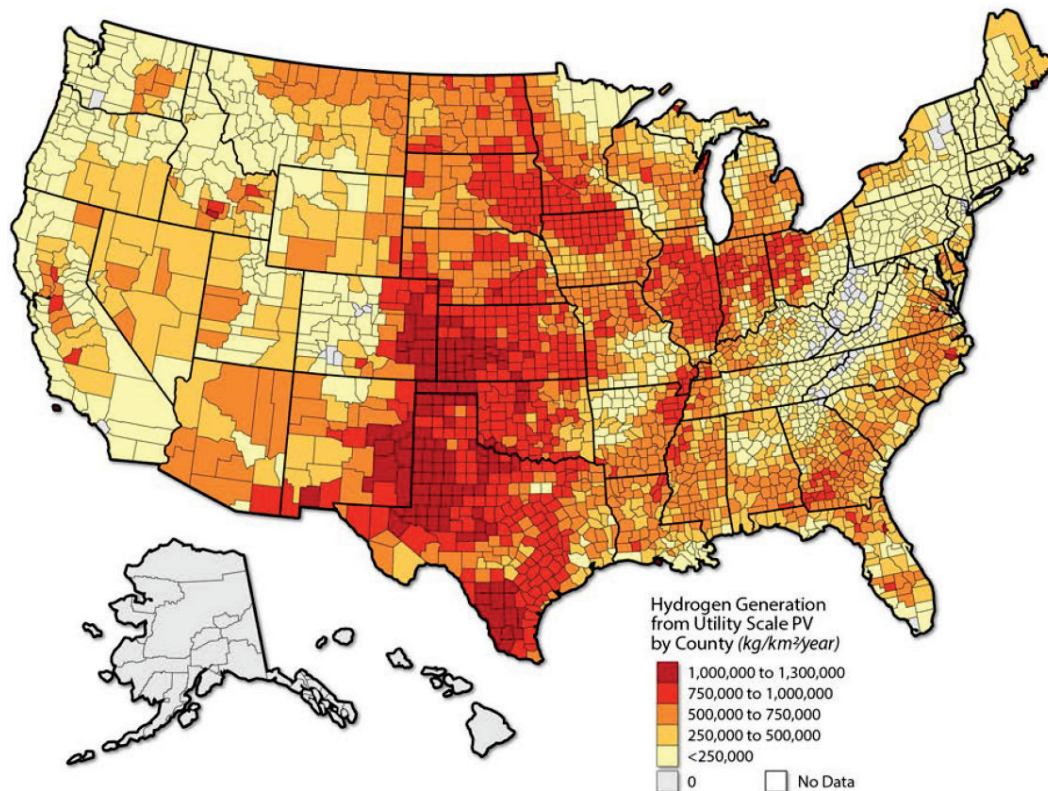 Hydrogen Generation
from Utility Scale PV
by County (kg/km²/year)
1,000,000 to 1,300,000
750,000 to 1,000,000
500,000 to 750,000
250,000 to 500,000
<250,000
0 No Data